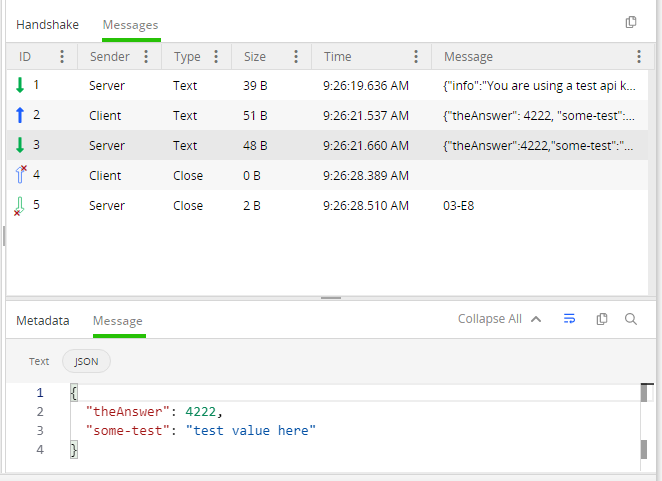 Handshake Messages
ID Sender Type Size Time Message
1 Server Text 39 B 9:26:19.636 AM {"info":"You are using a test api k...
2 Client Text 51 B 9:26:21.537 AM {"theAnswer": 4222, "some-test":...
3 Server Text 48 B 9:26:21.660 AM {"theAnswer":4222,"some-test":"...
4 Client Close 0 B 9:26:28.389 AM
5 Server Close 2 B 9:26:28.510 AM 03-E8
Metadata Message Collapse All
Text JSON
1 {
2 "theAnswer": 4222,
3 "some-test": "test value here"
4 }